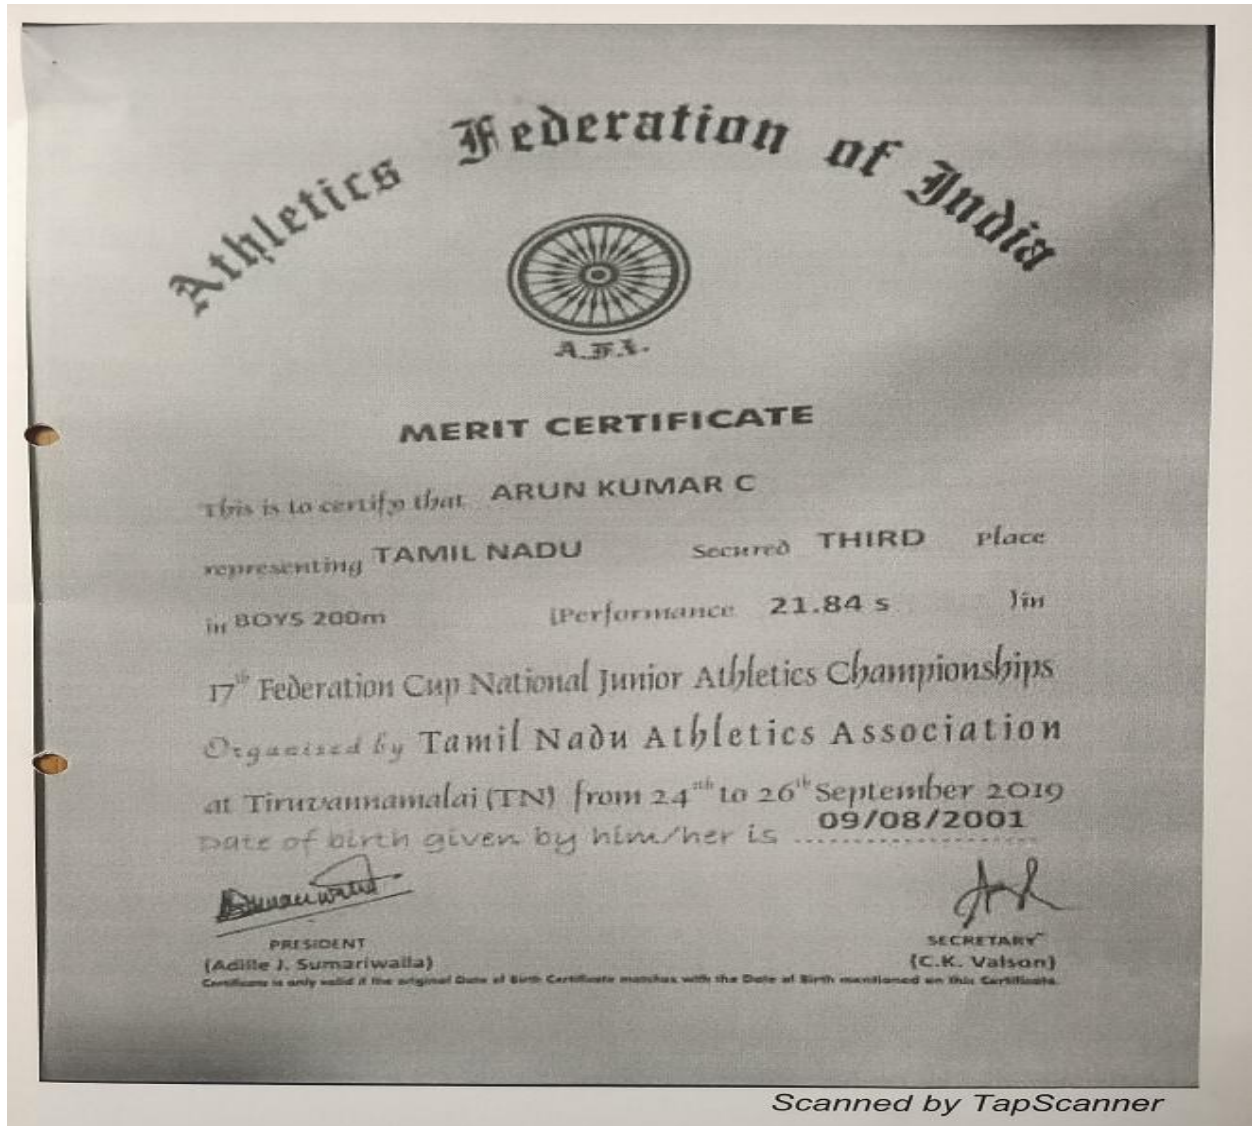 Athletics Federation of India
A.F.I.
MERIT CERTIFICATE
This is to certify that ARUN KUMAR C
representing TAMIL NADU Secured THIRD Place
in BOYS 200m (Performance 21.84 s )in
17th Federation Cup National Junior Athletics Championships
Organised by Tamil Nadu Athletics Association
at Tiruvannamalai (TN) from 24th to 26th September 2019
Date of birth given by him/her is 09/08/2001
PRESIDENT SECRETARY
(Adille J. Sumariwalla) (C.K. Valson)
Certificate is only valid if the original Date of Birth Certificate matches with the Date of Birth mentioned on this Certificate.
Scanned by TapScanner